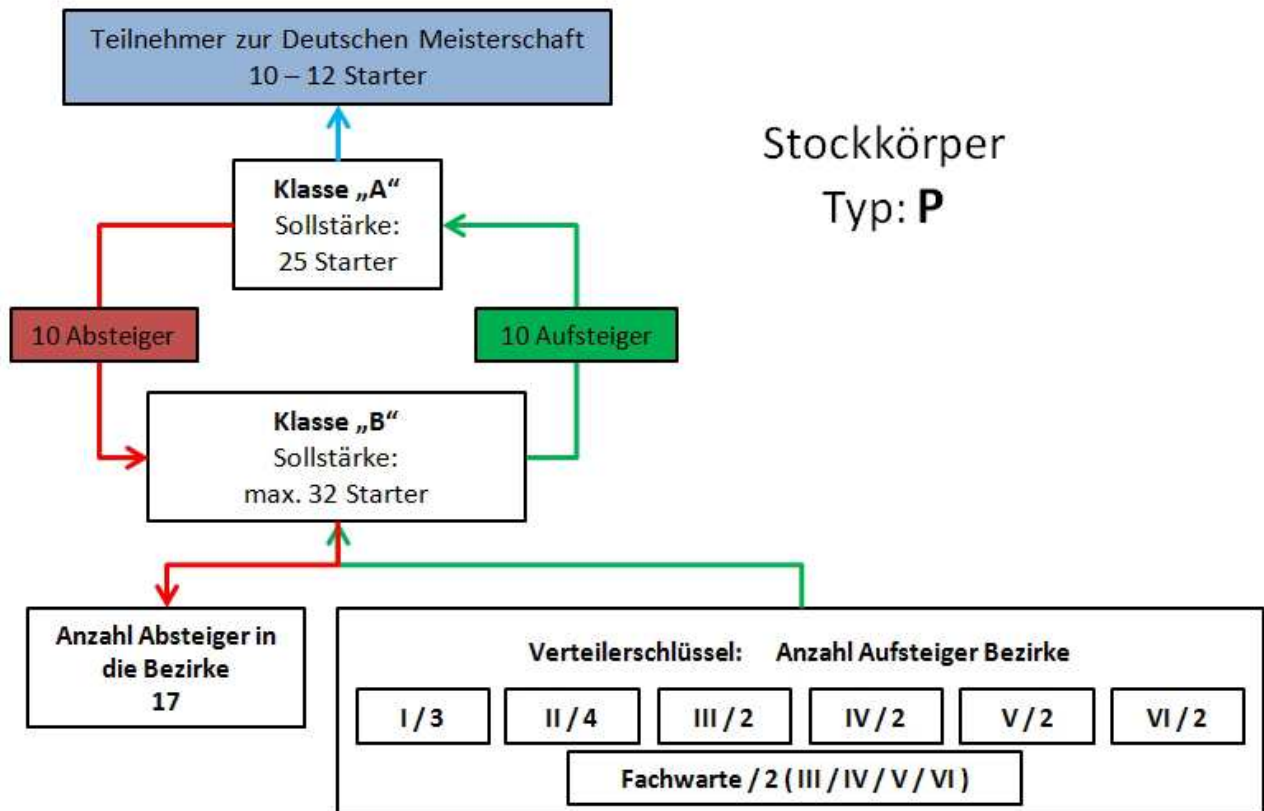 Teilnehmer zur Deutschen Meisterschaft
10 – 12 Starter
Stockkörper
Typ: P
Klasse „A“
Sollstärke:
25 Starter
10 Absteiger
10 Aufsteiger
Klasse „B“
Sollstärke:
max. 32 Starter
Anzahl Absteiger in
die Bezirke
17
Verteilerschlüssel: Anzahl Aufsteiger Bezirke
I / 3
II / 4
III / 2
IV / 2
V / 2
VI / 2
Fachwarte / 2 ( III / IV / V / VI )